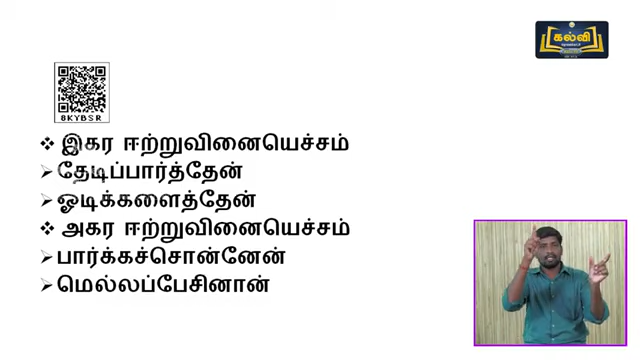 கல்வி
8KYBSR
❖ இகர ஈற்றுவினையெச்சம்
➢தேடிப்பார்த்தேன்
➢ஓடிக்களைத்தேன்
❖ அகர ஈற்றுவினையெச்சம்
➢பார்க்கச்சொன்னேன்
➢மெல்லப்பேசினான்